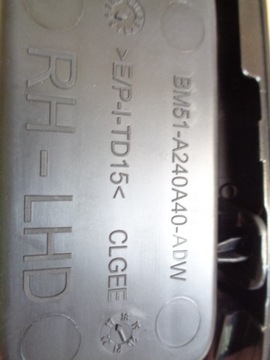 BM51-A240A40-ADW
>EP-I-TD15< CLGEE
RH-LHD